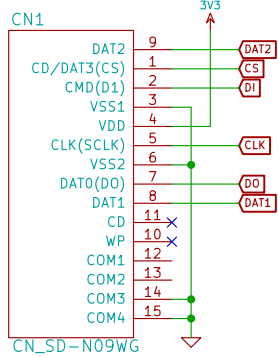 3V3
CN1
DAT2 9 DAT2
CD/DAT3(CS) 1 CS
CMD(D1) 2 DI
VSS1 3
VDD 4
CLK(SCLK) 5 CLK
VSS2 6
DAT0(DO) 7 DO
DAT1 8 DAT1
CD 11
WP 10
COM1 12
COM2 13
COM3 14
COM4 15
CN_SD-N09WG